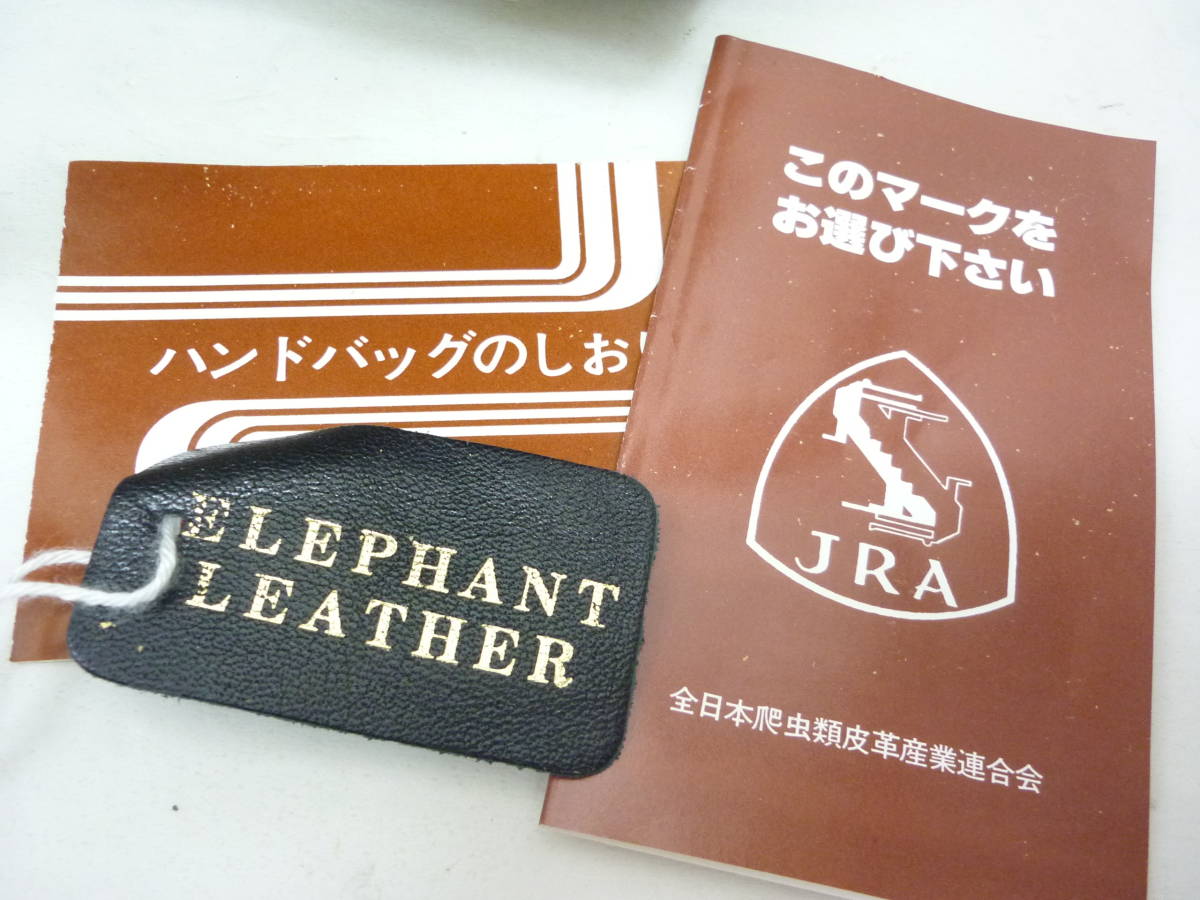 ハンドバッグのしお
ELEPHANT
LEATHER
このマークを
お選び下さい
JRA
全日本爬虫類皮革産業連合会